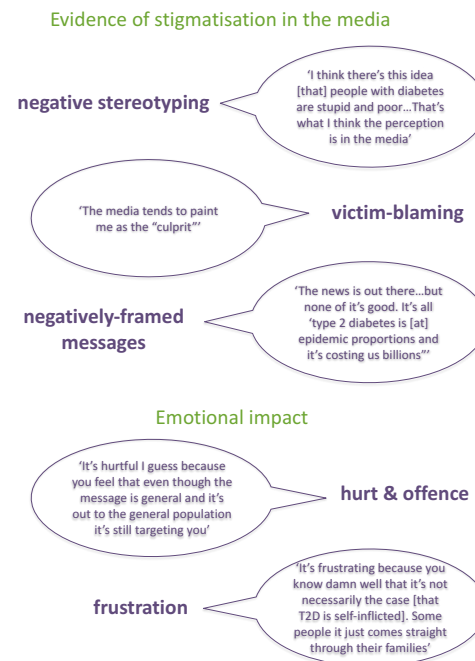 Evidence of stigmatisation in the media
negative stereotyping
‘I think there’s this idea
[that] people with diabetes
are stupid and poor...That’s
what I think the perception
is in the media’
‘The media tends to paint
me as the “culprit”’
victim-blaming
negatively-framed
messages
‘The news is out there...but
none of it’s good. It’s all
‘type 2 diabetes is [at]
epidemic proportions and
it’s costing us billions”’
Emotional impact
‘It’s hurtful I guess because
you feel that even though the
message is general and it’s
out to the general population
it’s still targeting you’
hurt & offence
frustration
‘It’s frustrating because you
know damn well that it’s not
necessarily the case [that
T2D is self-inflicted]. Some
people it just comes straight
through their families’